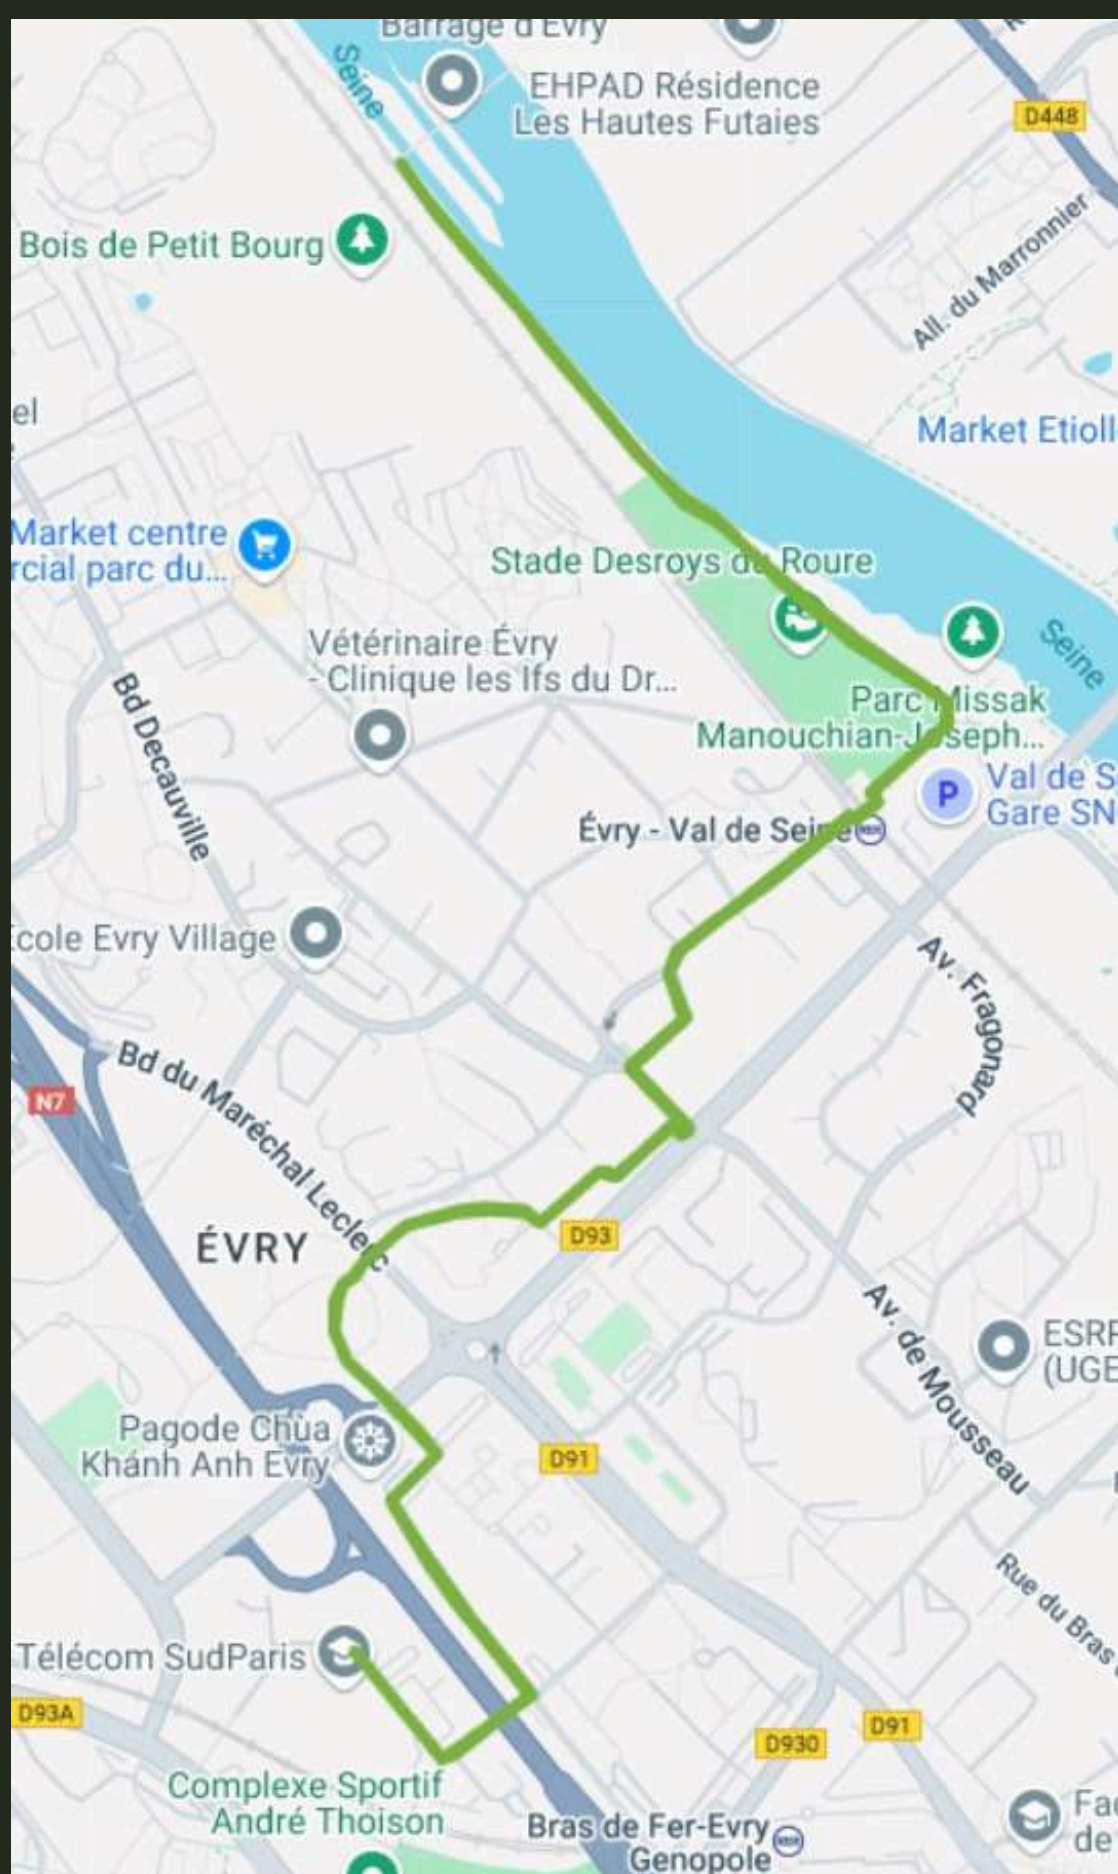 Barrage d'Evry
Seine
EHPAD Résidence
Les Hautes Futaies
D448
Bois de Petit Bourg
All. du Marronnier
el
Market Etioll
Market centre
rcial parc du...
Stade Desroys du Roure
Vétérinaire Évry
- Clinique les Ifs du Dr...
Seine
Parc Missak
Manouchian-Joseph...
Bd Decauville
P
Val de S
Gare SN
Évry - Val de Seine
École Evry Village
Av. Fragonard
Bd du Maréchal Leclerc
N7
ÉVRY
D93
Av. de Mousseau
ESRP
(UGE
Pagode Chùa
Khánh Anh Evry
D91
Rue du Bras
Télécom SudParis
D93A
D91
D930
Complexe Sportif
André Thoison
Bras de Fer-Evry
Genopole
Fac
de